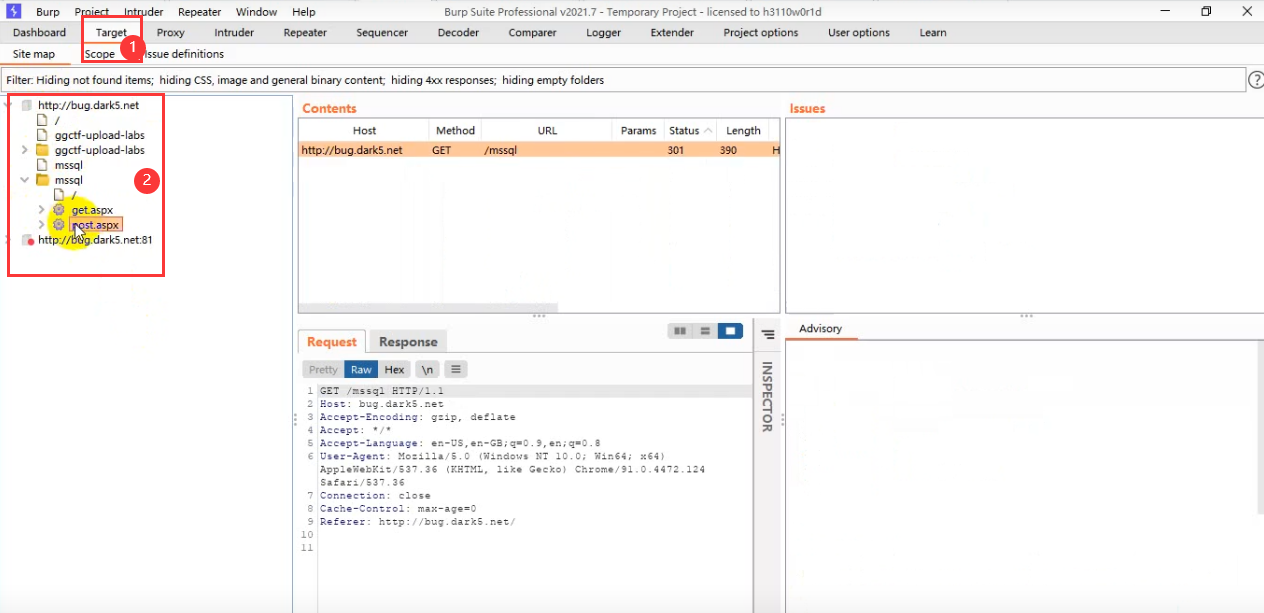 Burp Project Intruder Repeater Window Help Burp Suite Professional v2021.7 - Temporary Project - licensed to h3110w0r1d
Dashboard Target Proxy Intruder Repeater Sequencer Decoder Comparer Logger Extender Project options User options Learn
1
Site map Scope Issue definitions
Filter: Hiding not found items; hiding CSS, image and general binary content; hiding 4xx responses; hiding empty folders
?
http://bug.dark5.net
/
ggctf-upload-labs
ggctf-upload-labs
mssql
mssql
2
/
get.aspx
post.aspx
http://bug.dark5.net:81
Contents
Host Method URL Params Status Length
http://bug.dark5.net GET /mssql 301 390 H
Issues
Request Response
Pretty Raw Hex \n
1 GET /mssql HTTP/1.1
2 Host: bug.dark5.net
3 Accept-Encoding: gzip, deflate
4 Accept: */*
5 Accept-Language: en-US,en-GB;q=0.9,en;q=0.8
6 User-Agent: Mozilla/5.0 (Windows NT 10.0; Win64; x64)
AppleWebKit/537.36 (KHTML, like Gecko) Chrome/91.0.4472.124
Safari/537.36
7 Connection: close
8 Cache-Control: max-age=0
9 Referer: http://bug.dark5.net/
10
11
INSPECTOR
Advisory